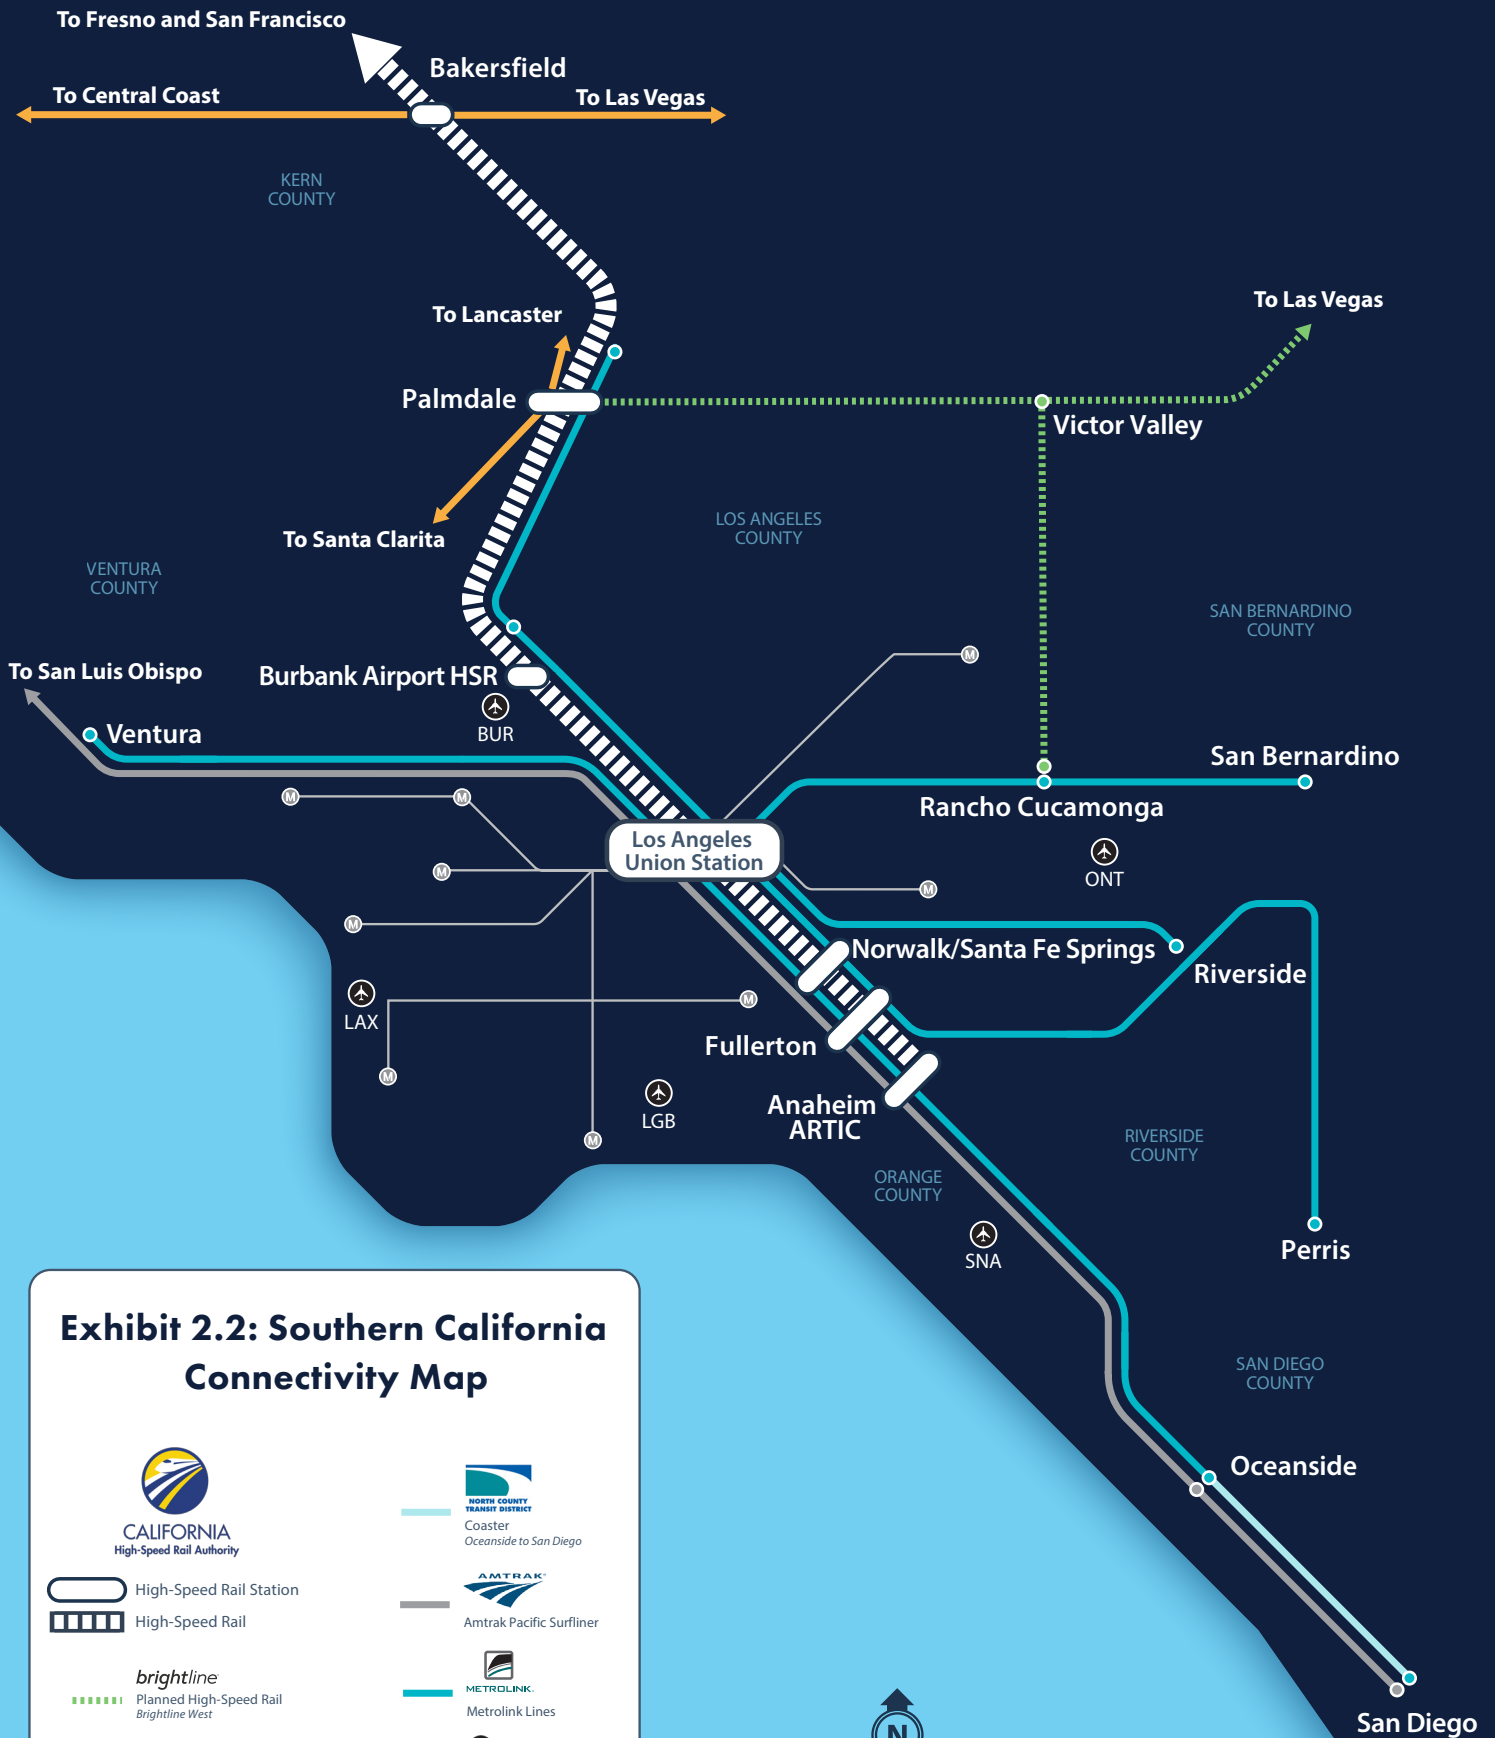 To Fresno and San Francisco
Bakersfield
To Central Coast
To Las Vegas
KERN
COUNTY
To Las Vegas
To Lancaster
Palmdale
Victor Valley
LOS ANGELES
COUNTY
To Santa Clarita
VENTURA
COUNTY
SAN BERNARDINO
COUNTY
To San Luis Obispo
Burbank Airport HSR
M
BUR
Ventura
San Bernardino
M
M
Rancho Cucamonga
Los Angeles
Union Station
M
ONT
M
M
Norwalk/Santa Fe Springs
Riverside
LAX
M
Fullerton
M
LGB
Anaheim
ARTIC
M
RIVERSIDE
COUNTY
ORANGE
COUNTY
SNA
Perris
Exhibit 2.2: Southern California
Connectivity Map
SAN DIEGO
COUNTY
Oceanside
CALIFORNIA
High-Speed Rail Authority
NORTH COUNTY
TRANSIT DISTRICT
Coaster
Oceanside to San Diego
High-Speed Rail Station
High-Speed Rail
AMTRAK
Amtrak Pacific Surfliner
brightline
Planned High-Speed Rail
Brightline West
METROLINK.
Metrolink Lines
N
San Diego